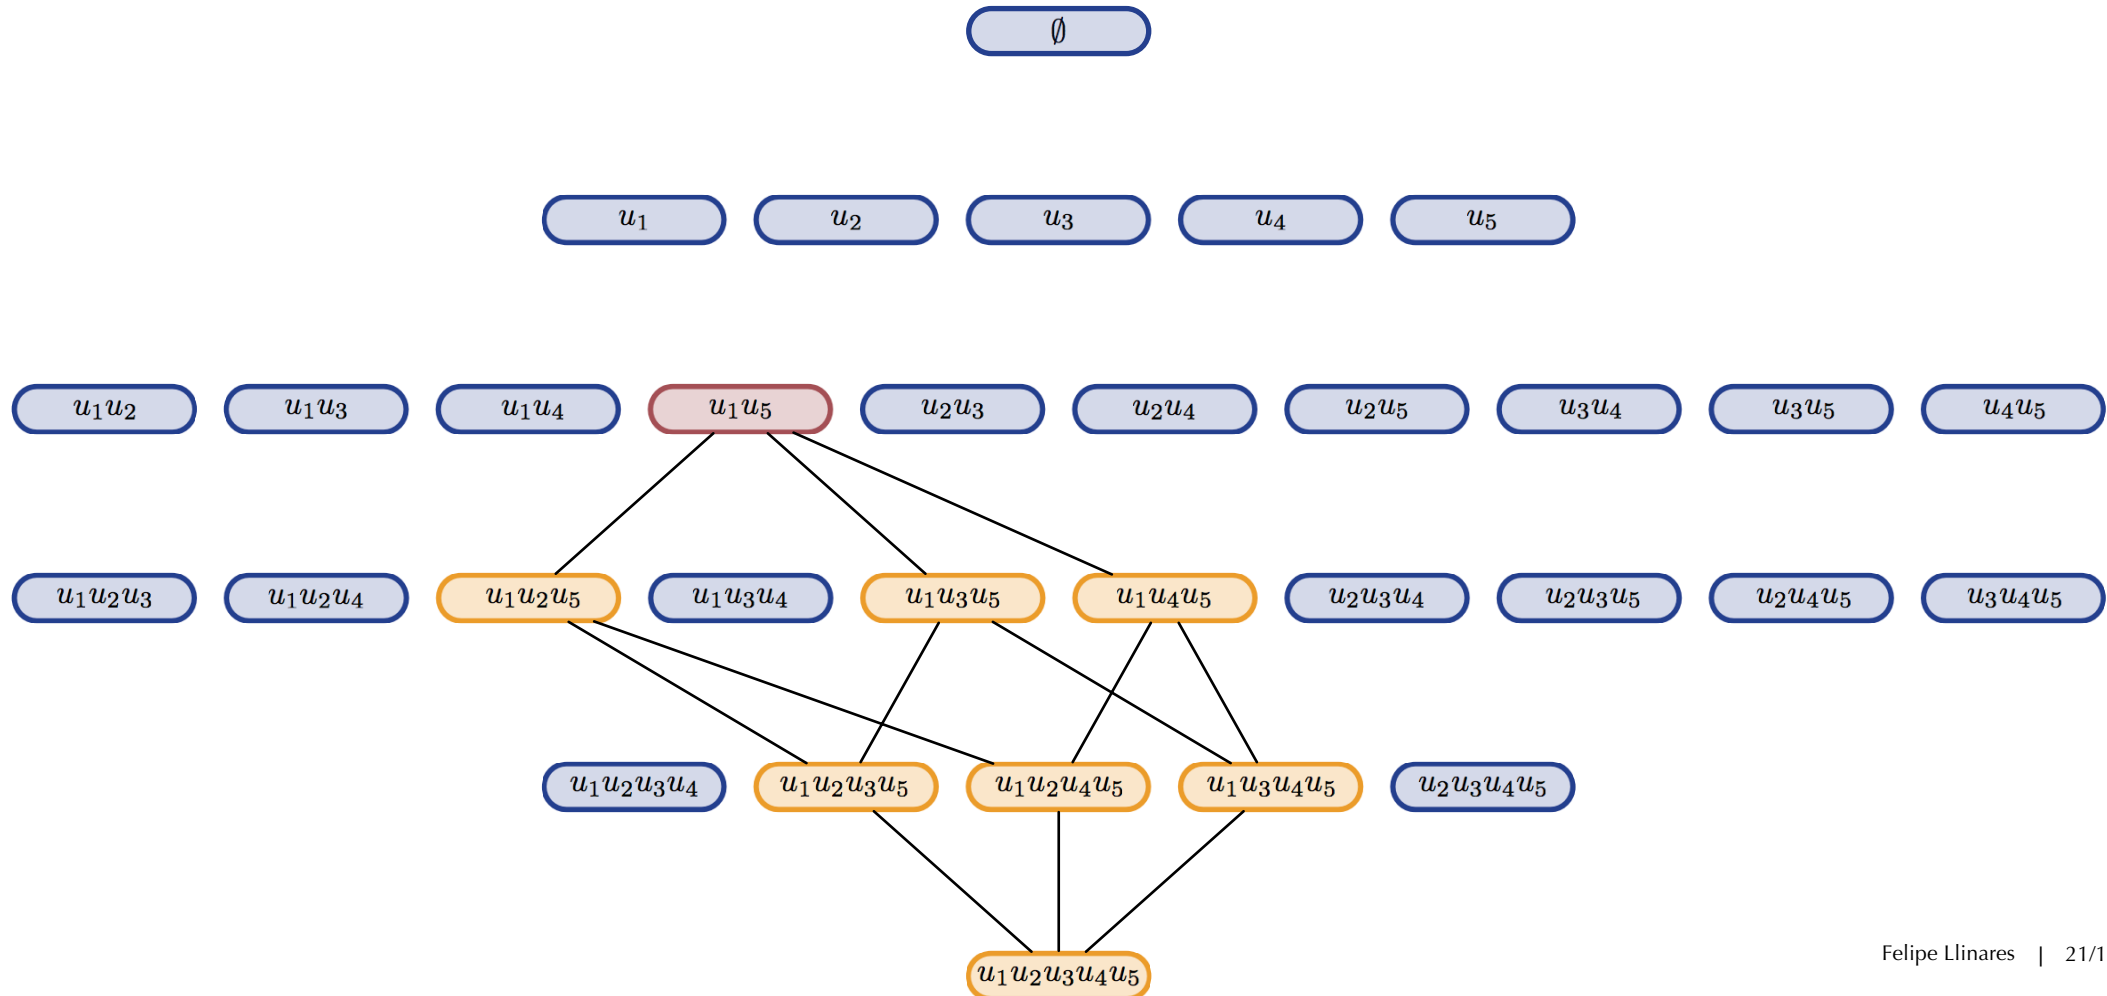 ∅
u₁ u₂ u₃ u₄ u₅
u₁u₂ u₁u₃ u₁u₄ u₁u₅ u₂u₃ u₂u₄ u₂u₅ u₃u₄ u₃u₅ u₄u₅
u₁u₂u₃ u₁u₂u₄ u₁u₂u₅ u₁u₃u₄ u₁u₃u₅ u₁u₄u₅ u₂u₃u₄ u₂u₃u₅ u₂u₄u₅ u₃u₄u₅
u₁u₂u₃u₄ u₁u₂u₃u₅ u₁u₂u₄u₅ u₁u₃u₄u₅ u₂u₃u₄u₅
u₁u₂u₃u₄u₅
Felipe Llinares | 21/1